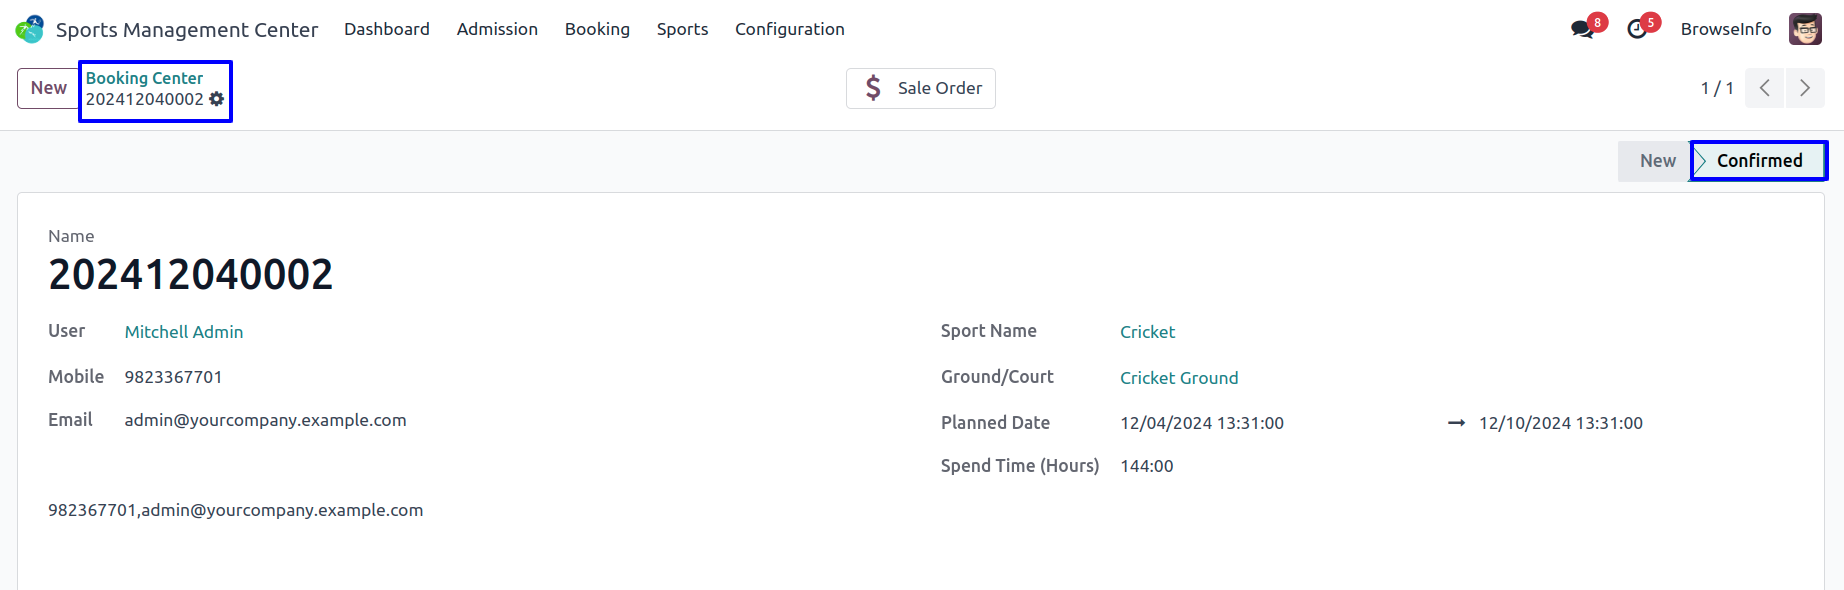 Sports Management Center Dashboard Admission Booking Sports Configuration 8 5 BrowseInfo
New Booking Center
202412040002
$ Sale Order
1 / 1
New Confirmed
Name
202412040002
User Mitchell Admin
Mobile 9823367701
Email admin@yourcompany.example.com
Sport Name Cricket
Ground/Court Cricket Ground
Planned Date 12/04/2024 13:31:00 → 12/10/2024 13:31:00
Spend Time (Hours) 144:00
982367701,admin@yourcompany.example.com